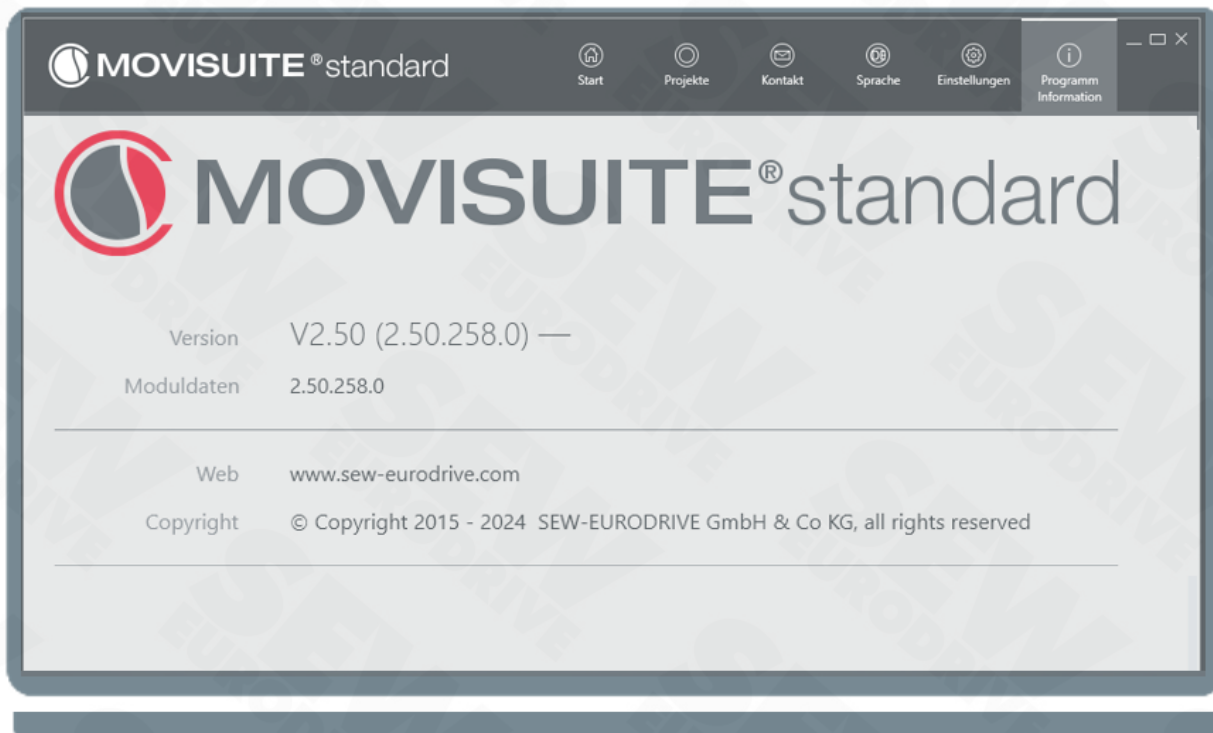 MOVISUITE®standard
Start
Projekte
Kontakt
Sprache
Einstellungen
Programm
Information
MOVISUITE®standard
Version V2.50 (2.50.258.0) —
Moduldaten 2.50.258.0
Web www.sew-eurodrive.com
Copyright © Copyright 2015 - 2024 SEW-EURODRIVE GmbH & Co KG, all rights reserved
SEW
EURODRIVE